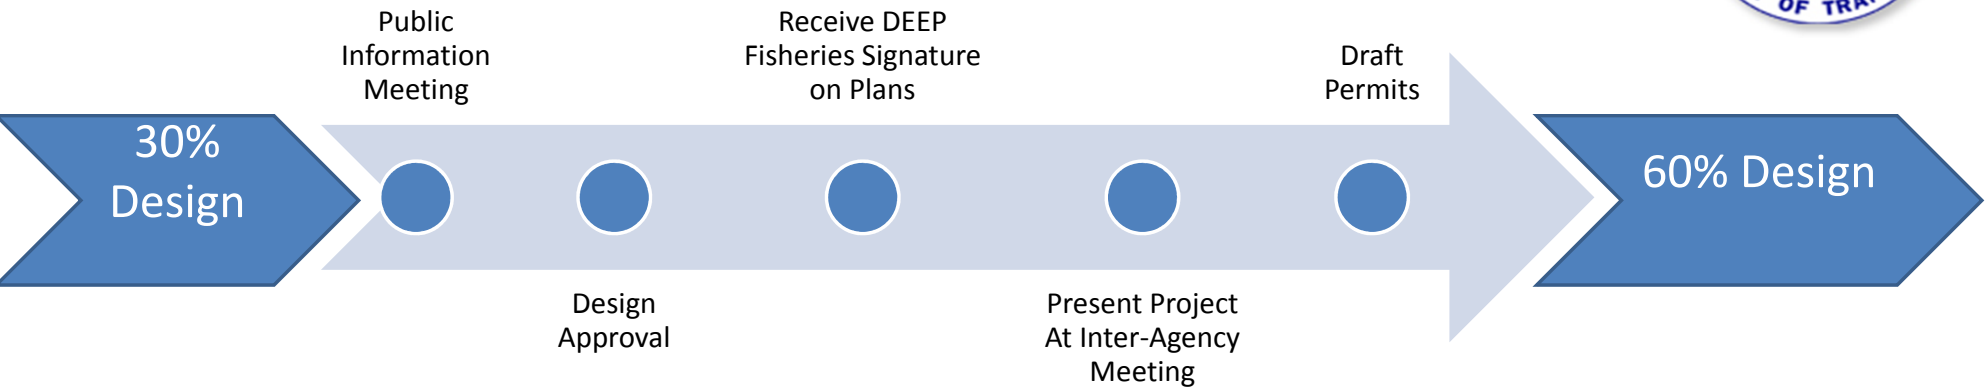 Public
Information
Meeting
Receive DEEP
Fisheries Signature
on Plans
Draft
Permits
OF
30%
Design
60% Design
Design
Approval
Present Project
At Inter-Agency
Meeting